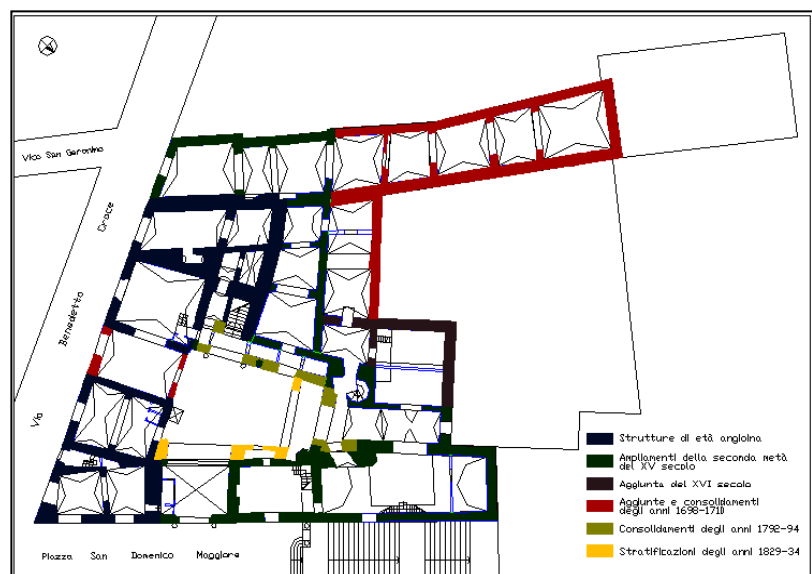 Vico San Geronimo
Via Benedetto Croce
Strutture di età angioina
Ampliamenti della seconda metà
del XV secolo
Aggiunta del XVI secolo
Aggiunte e consolidamenti
degli anni 1698-1710
Consolidamenti degli anni 1792-94
Stratificazioni degli anni 1829-34
Piazza San Domenico Maggiore